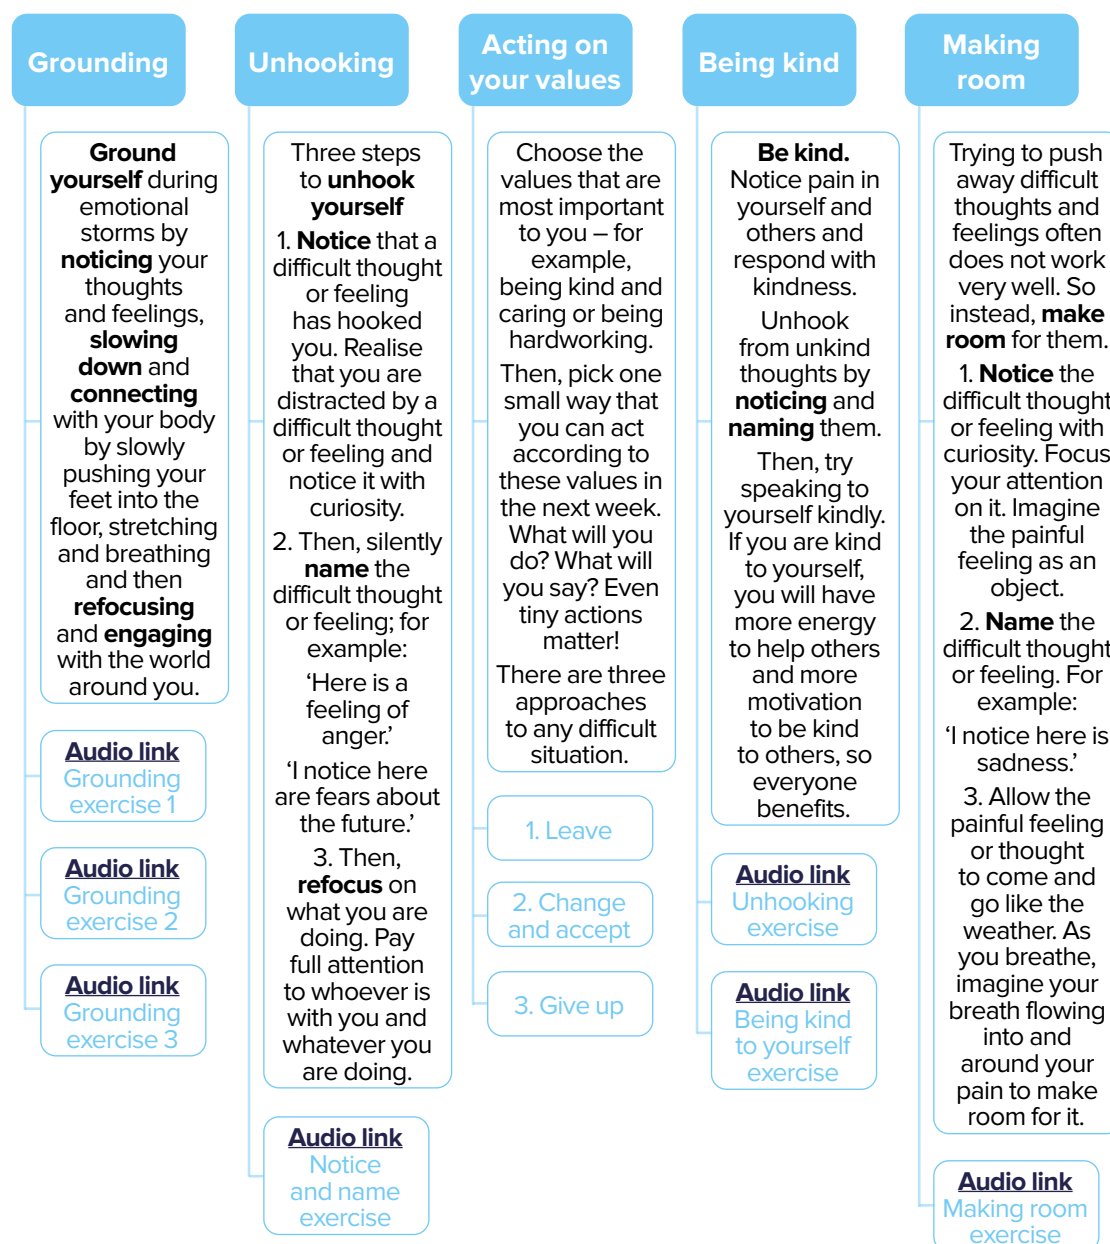 Grounding
Ground
yourself during
emotional
storms by
noticing your
thoughts
and feelings,
slowing
down and
connecting
with your body
by slowly
pushing your
feet into the
floor, stretching
and breathing
and then
refocusing
and engaging
with the world
around you.
Audio link
Grounding
exercise 1
Audio link
Grounding
exercise 2
Audio link
Grounding
exercise 3
Unhooking
Three steps
to unhook
yourself
1. Notice that a
difficult thought
or feeling
has hooked
you. Realise
that you are
distracted by a
difficult thought
or feeling and
notice it with
curiosity.
2. Then, silently
name the
difficult thought
or feeling; for
example:
‘Here is a
feeling of
anger.’
‘I notice here
are fears about
the future.’
3. Then,
refocus on
what you are
doing. Pay
full attention
to whoever is
with you and
whatever you
are doing.
Audio link
Notice
and name
exercise
Acting on
your values
Choose the
values that are
most important
to you – for
example,
being kind and
caring or being
hardworking.
Then, pick one
small way that
you can act
according to
these values in
the next week.
What will you
do? What will
you say? Even
tiny actions
matter!
There are three
approaches
to any difficult
situation.
1. Leave
2. Change
and accept
3. Give up
Being kind
Be kind.
Notice pain in
yourself and
others and
respond with
kindness.
Unhook
from unkind
thoughts by
noticing and
naming them.
Then, try
speaking to
yourself kindly.
If you are kind
to yourself,
you will have
more energy
to help others
and more
motivation
to be kind
to others, so
everyone
benefits.
Audio link
Unhooking
exercise
Audio link
Being kind
to yourself
exercise
Making
room
Trying to push
away difficult
thoughts and
feelings often
does not work
very well. So
instead, make
room for them.
1. Notice the
difficult thought
or feeling with
curiosity. Focus
your attention
on it. Imagine
the painful
feeling as an
object.
2. Name the
difficult thought
or feeling. For
example:
‘I notice here is
sadness.’
3. Allow the
painful feeling
or thought
to come and
go like the
weather. As
you breathe,
imagine your
breath flowing
into and
around your
pain to make
room for it.
Audio link
Making room
exercise